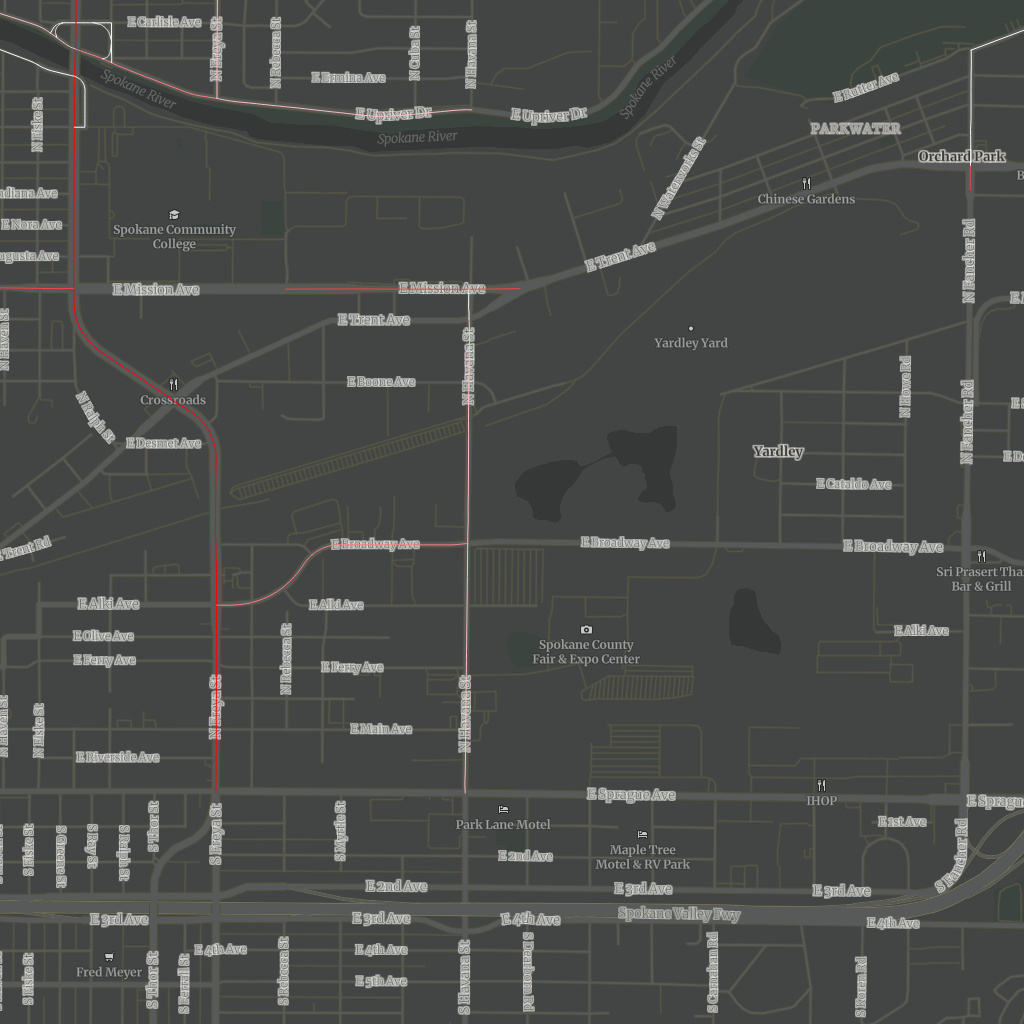 E Carlisle Ave
N Freya St
N Rebecca St
N Cuba St
N Havana St
E Ermina Ave
Spokane River
Spokane River
E Rutter Ave
E Upriver Dr
E Upriver Dr
Spokane River
PARKWATER
N Fiske St
Orchard Park
N Waterworks St
Chinese Gardens
E Nora Ave
Spokane Community
College
E Trent Ave
N Fancher Rd
E Mission Ave
E Mission Ave
E Trent Ave
N Haven St
Yardley Yard
N Havana St
E Boone Ave
N Howe Rd
Crossroads
N Ralph St
N Fancher Rd
E Desmet Ave
Yardley
E Cataldo Ave
E Trent Rd
E Broadway Ave
E Broadway Ave
E Broadway Ave
Sri Prasert Thai
Bar & Grill
E Alki Ave
E Alki Ave
E Alki Ave
E Olive Ave
Spokane County
Fair & Expo Center
E Ferry Ave
E Ferry Ave
N Rebecca St
N Freya St
N Havana St
N Haven St
N Fiske St
E Main Ave
E Riverside Ave
E Sprague Ave
IHOP
E Sprague
Park Lane Motel
E 1st Ave
S Fiske St
S Greene St
S Ray St
S Ralph St
S Thor St
S Freya St
S Myrtle St
E 2nd Ave
Maple Tree
Motel & RV Park
S Fancher Rd
E 2nd Ave
E 3rd Ave
E 3rd Ave
E 3rd Ave
E 3rd Ave
E 4th Ave
Spokane Valley Fwy
E 4th Ave
E 4th Ave
E 4th Ave
Fred Meyer
E 5th Ave
S Fiske St
S Thor St
S Ferrall St
S Rebecca St
S Havana St
S Dearborn Rd
S Carnahan Rd
S Koren Rd